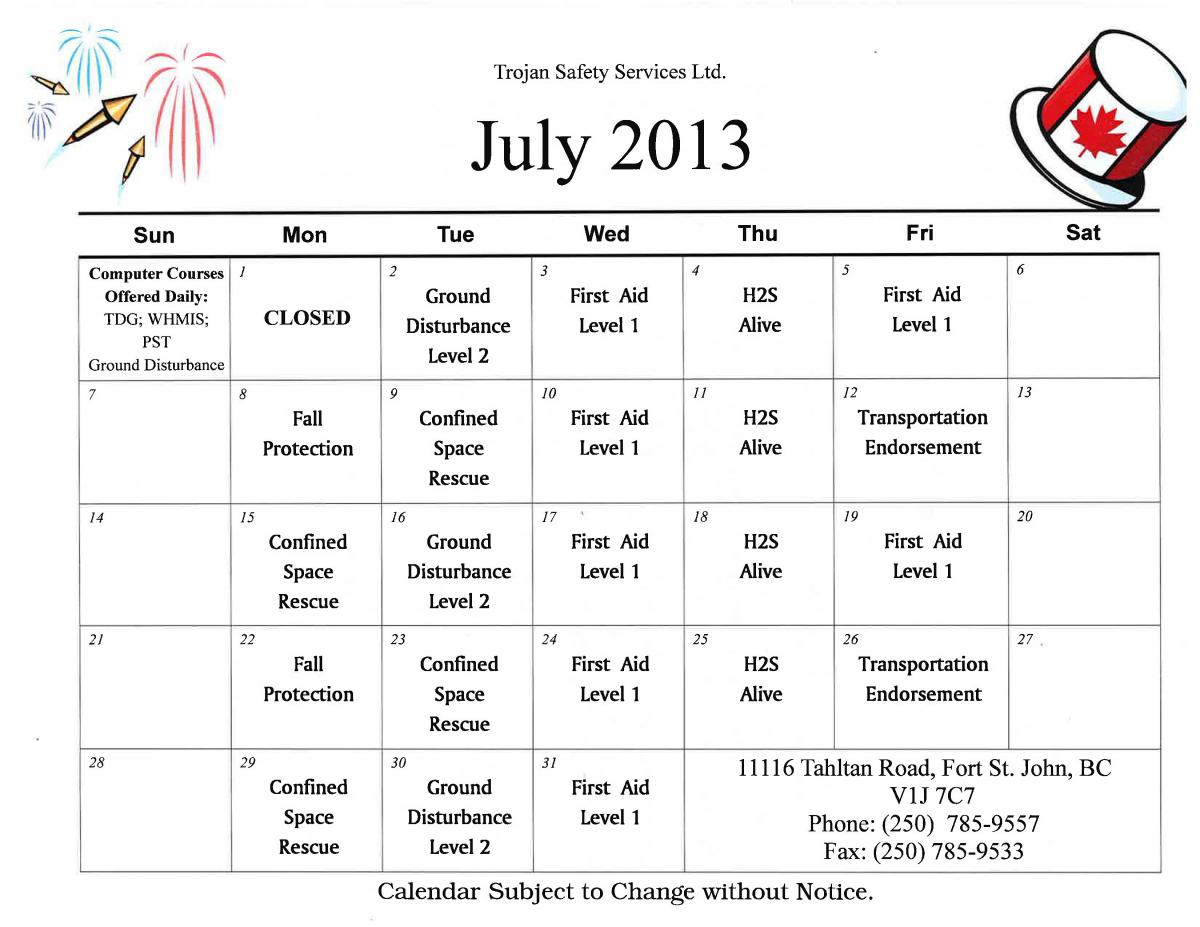 Trojan Safety Services Ltd.
July 2013
Sun Mon Tue Wed Thu Fri Sat
Computer Courses
Offered Daily:
TDG; WHMIS;
PST
Ground Disturbance
1
CLOSED
2
Ground
Disturbance
Level 2
3
First Aid
Level 1
4
H2S
Alive
5
First Aid
Level 1
6
7
8
Fall
Protection
9
Confined
Space
Rescue
10
First Aid
Level 1
11
H2S
Alive
12
Transportation
Endorsement
13
14
15
Confined
Space
Rescue
16
Ground
Disturbance
Level 2
17
First Aid
Level 1
18
H2S
Alive
19
First Aid
Level 1
20
21
22
Fall
Protection
23
Confined
Space
Rescue
24
First Aid
Level 1
25
H2S
Alive
26
Transportation
Endorsement
27
28
29
Confined
Space
Rescue
30
Ground
Disturbance
Level 2
31
First Aid
Level 1
11116 Tahltan Road, Fort St. John, BC
V1J 7C7
Phone: (250) 785-9557
Fax: (250) 785-9533
Calendar Subject to Change without Notice.